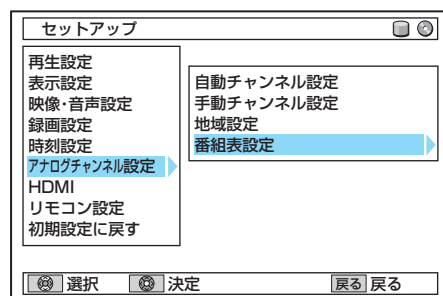 セットアップ
再生設定
表示設定
映像・音声設定
録画設定
時刻設定
アナログチャンネル設定
HDMI
リモコン設定
初期設定に戻す
自動チャンネル設定
手動チャンネル設定
地域設定
番組表設定
選択 決定 戻る 戻る